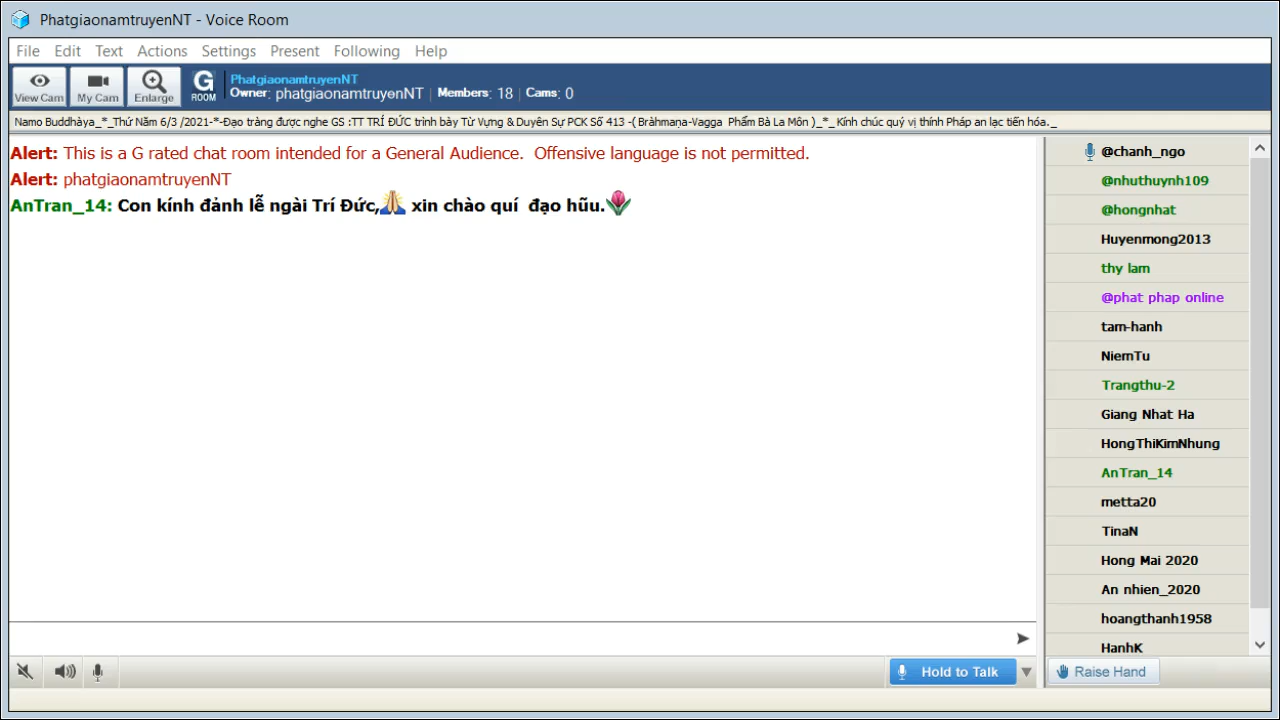 PhatgiaonamtruyenNT - Voice Room
File Edit Text Actions Settings Present Following Help
View Cam
My Cam
Enlarge
G
ROOM
PhatgiaonamtruyenNT
Owner: phatgiaonamtruyenNT | Members: 18 | Cams: 0
Namo Buddhàya_*_Thứ Năm 6/3 /2021-*-Đạo tràng được nghe GS :TT TRÍ ĐỨC trình bày Từ Vựng & Duyên Sự PCK Số 413 -( Bràhmaṇa-Vagga Phẩm Bà La Môn )_*_Kính chúc quý vị thính Pháp an lạc tiến hóa._
Alert: This is a G rated chat room intended for a General Audience. Offensive language is not permitted.
Alert: phatgiaonamtruyenNT
AnTran_14: Con kính đảnh lễ ngài Trí Đức,🙏 xin chào quí đạo hũu.🌷
@chanh_ngo
@nhuthuynh109
@hongnhat
Huyenmong2013
thy lam
@phat phap online
tam-hanh
NiemTu
Trangthu-2
Giang Nhat Ha
HongThiKimNhung
AnTran_14
metta20
TinaN
Hong Mai 2020
An nhien_2020
hoangthanh1958
HanhK
Hold to Talk
Raise Hand